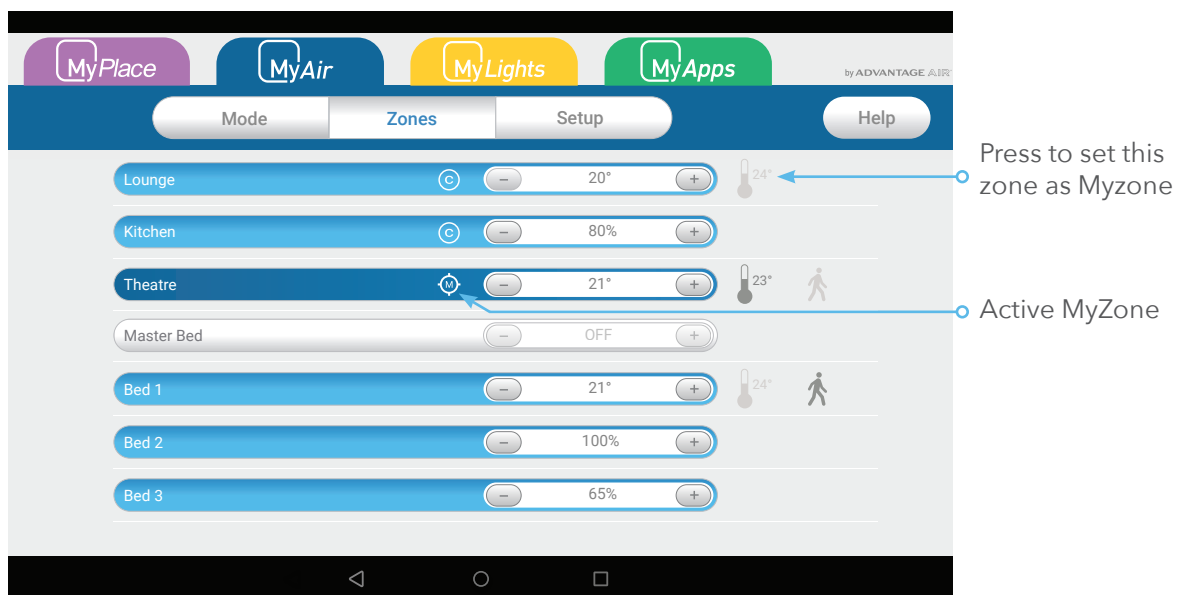 MyPlace
MyAir
MyLights
MyApps
by ADVANTAGE AIR
Mode
Zones
Setup
Help
Press to set this
zone as Myzone
Lounge C − 20° + 24°
Kitchen C − 80% +
Theatre M − 21° + 23°
Active MyZone
Master Bed − OFF +
Bed 1 − 21° + 24°
Bed 2 − 100% +
Bed 3 − 65% +